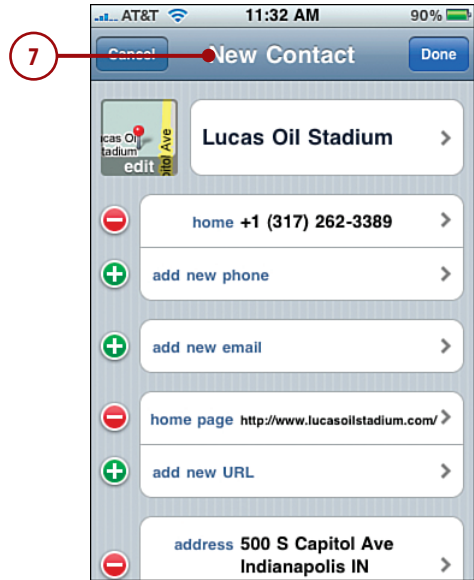 AT&T 11:32 AM 90%
7
Cancel New Contact Done
Lucas Oil Stadium
edit
home +1 (317) 262-3389
add new phone
add new email
home page http://www.lucasoilstadium.com/
add new URL
address 500 S Capitol Ave
Indianapolis IN